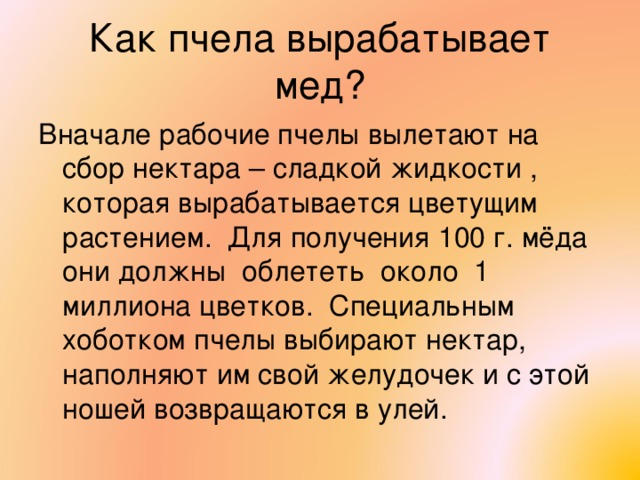 Как пчела вырабатывает
мед?
Вначале рабочие пчелы вылетают на
сбор нектара – сладкой жидкости ,
которая вырабатывается цветущим
растением.  Для получения 100 г. мёда
они должны  облететь  около  1
миллиона цветков.  Специальным
хоботком пчелы выбирают нектар,
наполняют им свой желудочек и с этой
ношей возвращаются в улей.